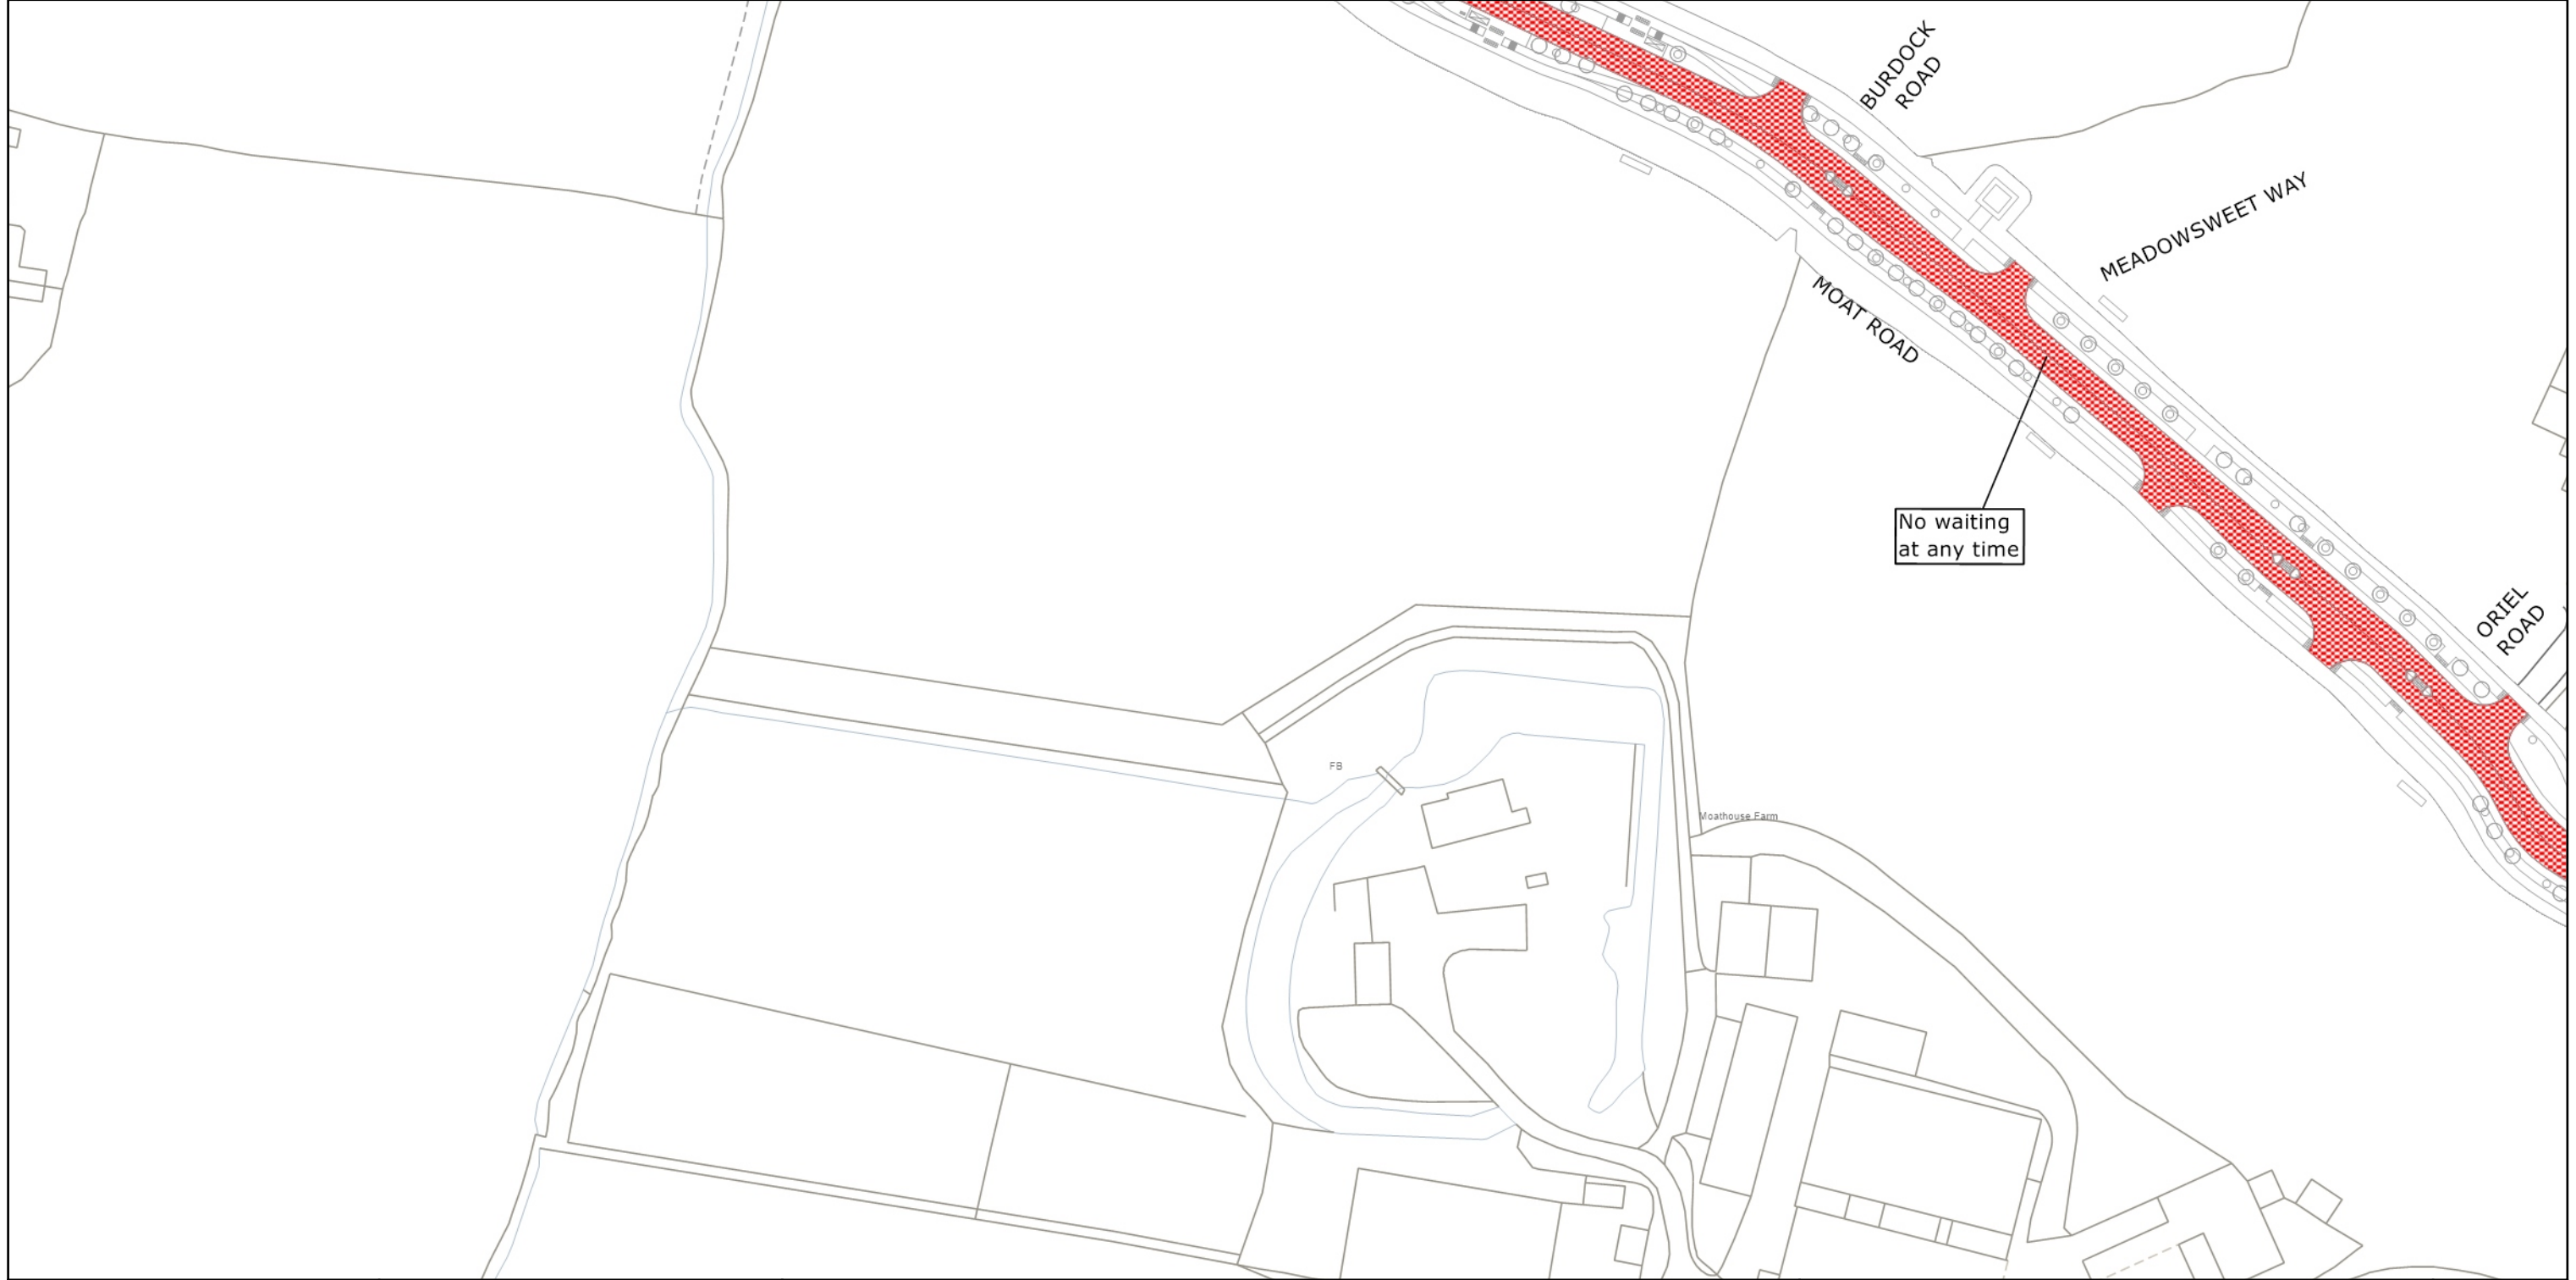 BURDOCK
ROAD
MEADOWSWEET WAY
MOAT ROAD
No waiting
at any time
ORIEL
ROAD
FB
Moathouse Farm